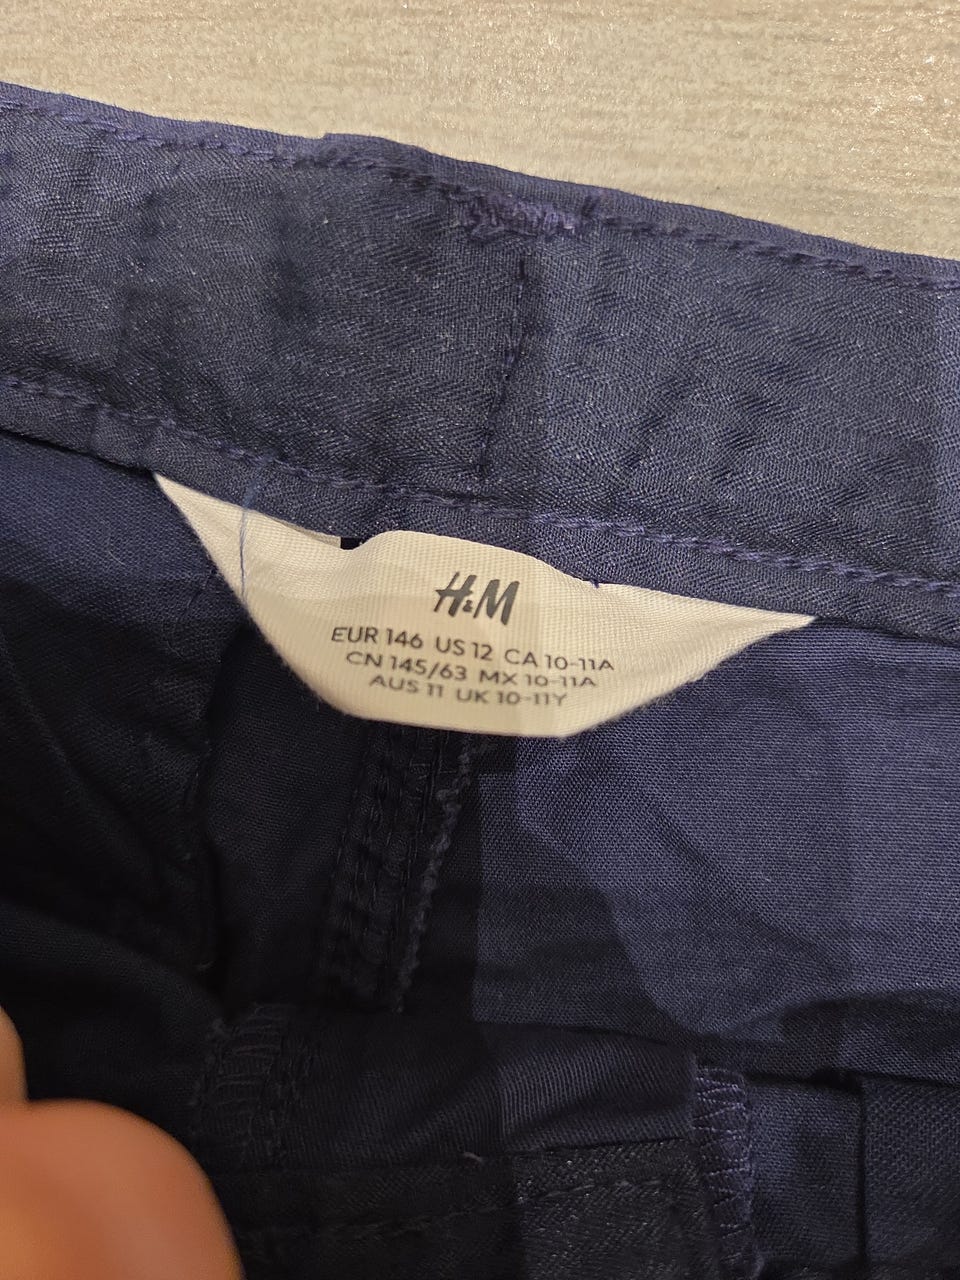 H&M
EUR 146 US 12 CA 10-11A
CN 145/63 MX 10-11A
AUS 11 UK 10-11Y